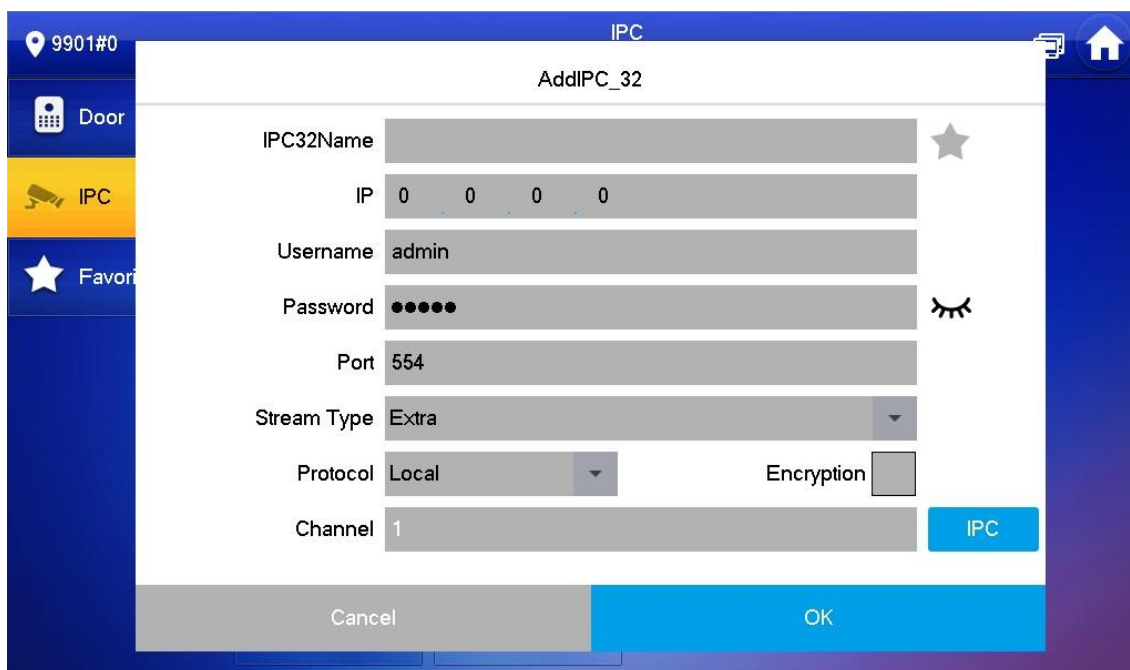 9901#0
IPC
AddIPC_32
Door
IPC
Favori
IPC32Name
IP 0 . 0 . 0 . 0
Username admin
Password •••••
Port 554
Stream Type Extra
Protocol Local Encryption
Channel 1 IPC
Cancel OK